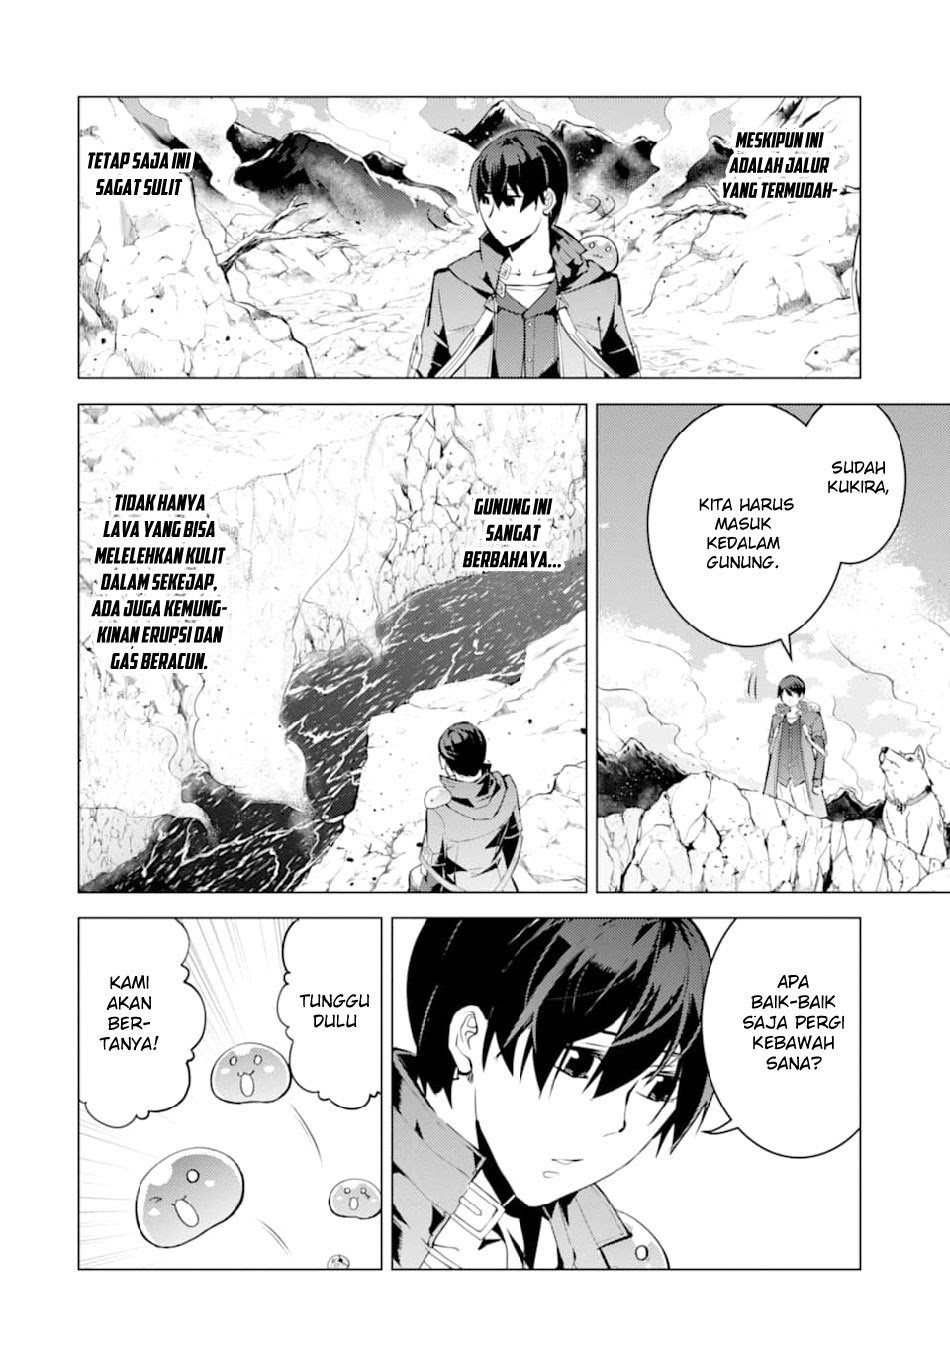 MESKIPUN INI
ADALAH JALUR
YANG TERMUDAH-
TETAP SAJA INI
SAGAT SULIT
SUDAH
KUKIRA,
KITA HARUS
MASUK
KEDALAM
GUNUNG.
GUNUNG INI
SANGAT
BERBAHAYA...
TIDAK HANYA
LAVA YANG BISA
MELELEHKAN KULIT
DALAM SEKEJAP,
ADA JUGA KEMUNG-
KINAN ERUPSI DAN
GAS BERACUN.
APA
BAIK-BAIK
SAJA PERGI
KEBAWAH
SANA?
TUNGGU
DULU
KAMI
AKAN
BER-
TANYA!